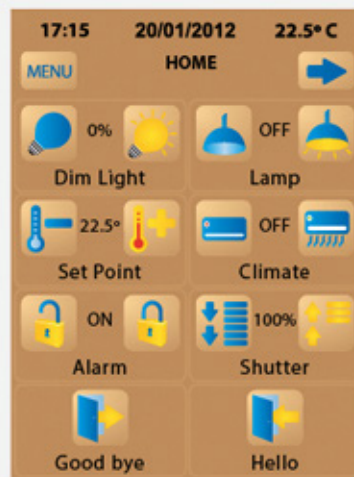 17:15 20/01/2012 22.5° C
MENU HOME
0% OFF
Dim Light Lamp
22.5° OFF
Set Point Climate
ON 100%
Alarm Shutter
Good bye Hello